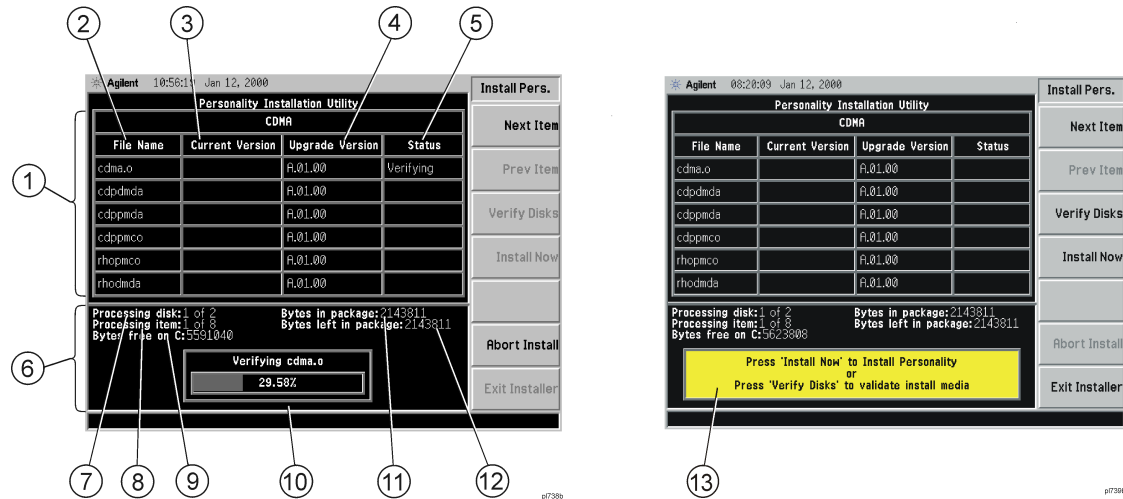 2 3 4 5
Agilent 10:56:19 Jan 12, 2000
Install Pers.
Personality Installation Utility
CDMA
File Name Current Version Upgrade Version Status
cdma.o A.01.00 Verifying
cdpdmda A.01.00
cdppmda A.01.00
cdppmco A.01.00
rhopmco A.01.00
rhodmda A.01.00
Next Item
Prev Item
Verify Disks
Install Now
Abort Install
Exit Installer
1
6
Processing disk:1 of 2 Bytes in package:2143811
Processing item:1 of 8 Bytes left in package:2143811
Bytes free on C:5591040
Verifying cdma.o
29.58%
7 8 9 10 11 12
pl738b
Agilent 08:20:09 Jan 12, 2000
Install Pers.
Personality Installation Utility
CDMA
File Name Current Version Upgrade Version Status
cdma.o A.01.00
cdpdmda A.01.00
cdppmda A.01.00
cdppmco A.01.00
rhopmco A.01.00
rhodmda A.01.00
Next Item
Prev Item
Verify Disks
Install Now
Abort Install
Exit Installer
Processing disk:1 of 2 Bytes in package:2143811
Processing item:1 of 8 Bytes left in package:2143811
Bytes free on C:5623808
Press 'Install Now' to Install Personality
or
Press 'Verify Disks' to validate install media
13